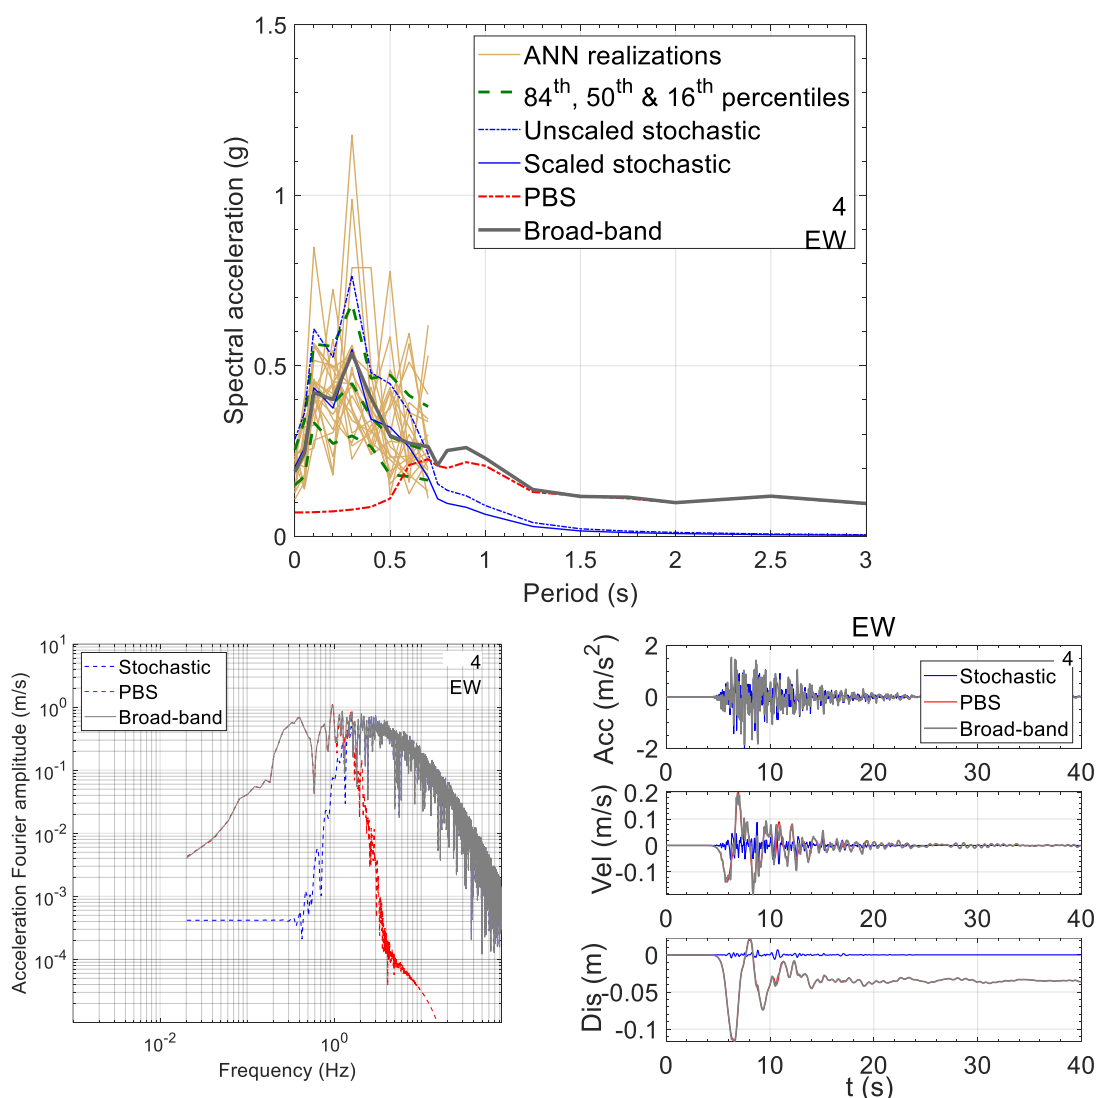 1.5
1
0.5
0
Spectral acceleration (g)
ANN realizations
84th, 50th & 16th percentiles
Unscaled stochastic
Scaled stochastic
PBS
Broad-band
4
EW
0 0.5 1 1.5 2 2.5 3
Period (s)
10^1
10^0
10^-1
10^-2
10^-3
10^-4
Acceleration Fourier amplitude (m/s)
Stochastic
PBS
Broad-band
4
EW
10^-2 10^0
Frequency (Hz)
EW
2
0
-2
Acc (m/s^2)
4
Stochastic
PBS
Broad-band
0 10 20 30 40
0.2
0.1
0
-0.1
Vel (m/s)
0 10 20 30 40
0
-0.05
-0.1
Dis (m)
0 10 20 30 40
t (s)